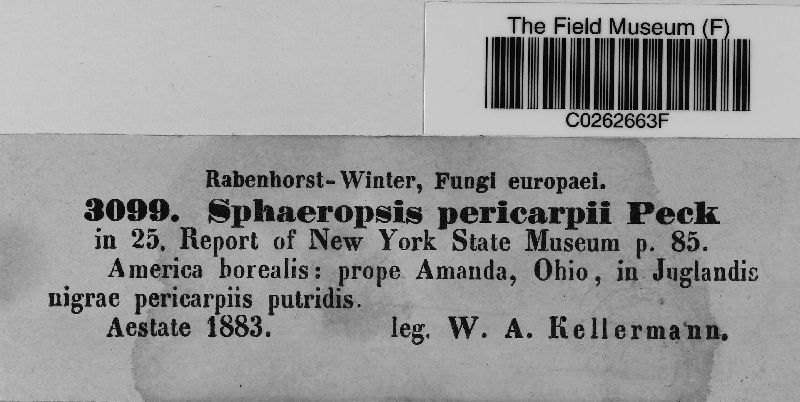 The Field Museum (F)
C0262663F
Rabenhorst-Winter, Fungi europaei.
3099. Sphaeropsis pericarpii Peck
in 25. Report of New York State Museum p. 85.
America borealis: prope Amanda, Ohio, in Juglandis
nigrae pericarpiis putridis.
Aestate 1883. leg. W. A. Kellermann.